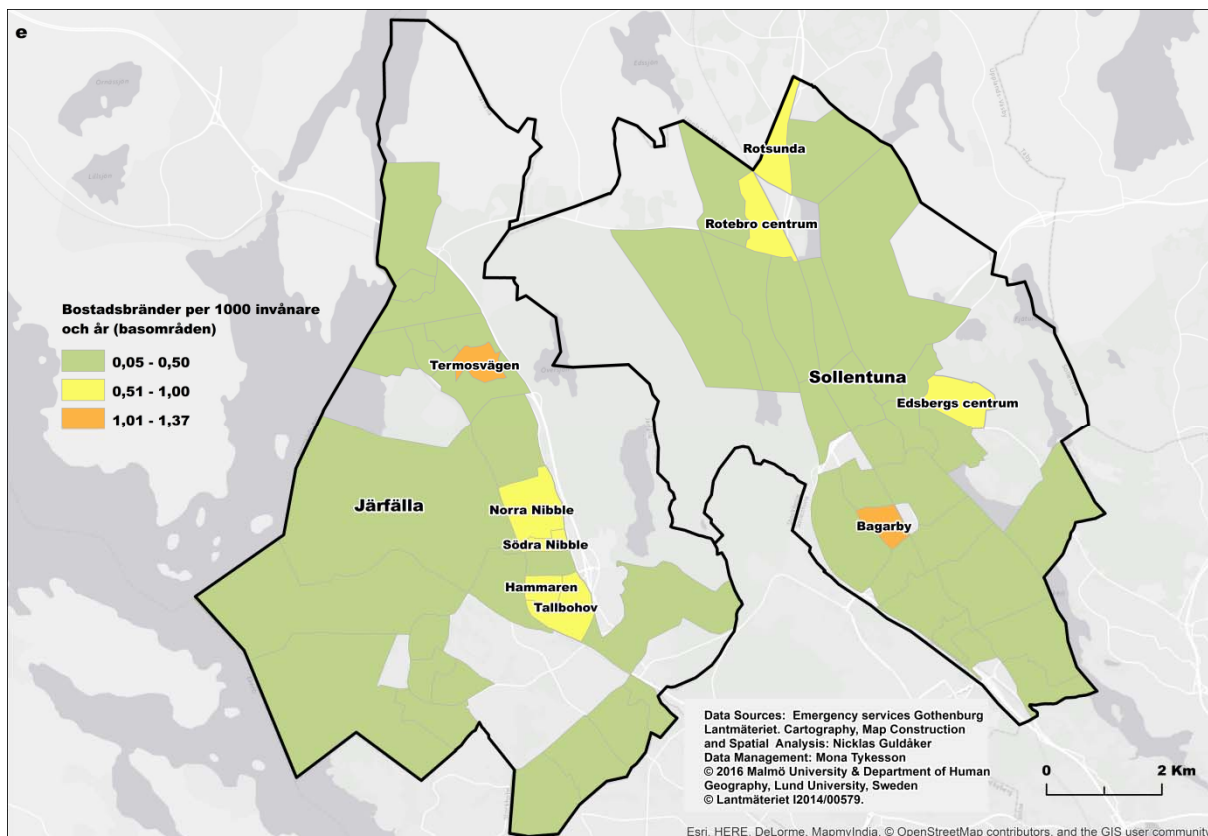 e
Rotsunda
Rotebro centrum
Bostadsbränder per 1000 invånare
och år (basområden)
0,05 - 0,50
0,51 - 1,00
1,01 - 1,37
Termosvägen
Sollentuna
Edsbergs centrum
Järfälla
Norra Nibble
Södra Nibble
Bagarby
Hammaren
Tallbohov
Data Sources: Emergency services Gothenburg
Lantmäteriet. Cartography, Map Construction
and Spatial Analysis: Nicklas Guldåker
Data Management: Mona Tykesson
© 2016 Malmö University & Department of Human
Geography, Lund University, Sweden
© Lantmäteriet I2014/00579.
0 2 Km
Esri, HERE, DeLorme, MapmyIndia, © OpenStreetMap contributors, and the GIS user community